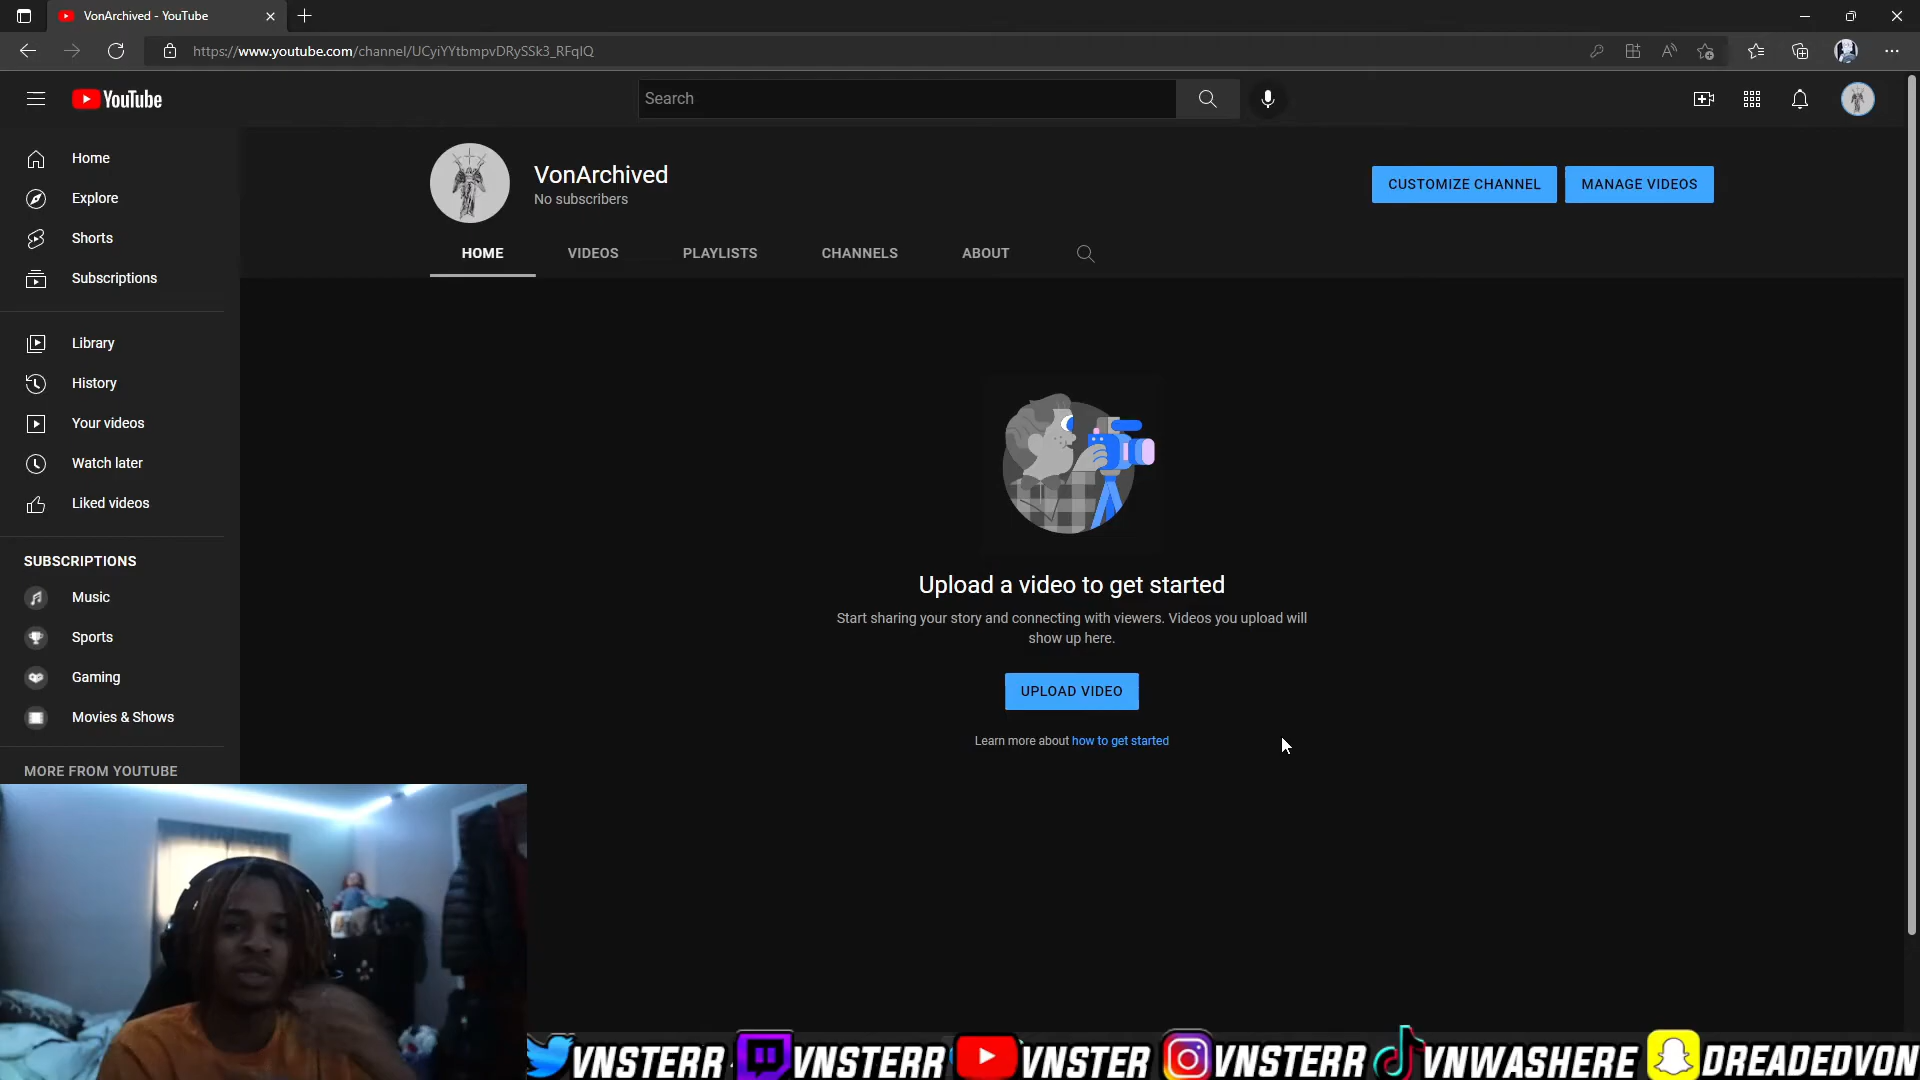 VonArchived - YouTube
https://www.youtube.com/channel/UCyiYYtbmpvDRySSk3_RFqIQ
YouTube
Search
Home
Explore
Shorts
Subscriptions
Library
History
Your videos
Watch later
Liked videos
SUBSCRIPTIONS
Music
Sports
Gaming
Movies & Shows
MORE FROM YOUTUBE
VonArchived
No subscribers
CUSTOMIZE CHANNEL
MANAGE VIDEOS
HOME VIDEOS PLAYLISTS CHANNELS ABOUT
Upload a video to get started
Start sharing your story and connecting with viewers. Videos you upload will
show up here.
UPLOAD VIDEO
Learn more about how to get started
VNSTERR VNSTERR VNSTER VNSTERR VNWASHERE DREADEDVON